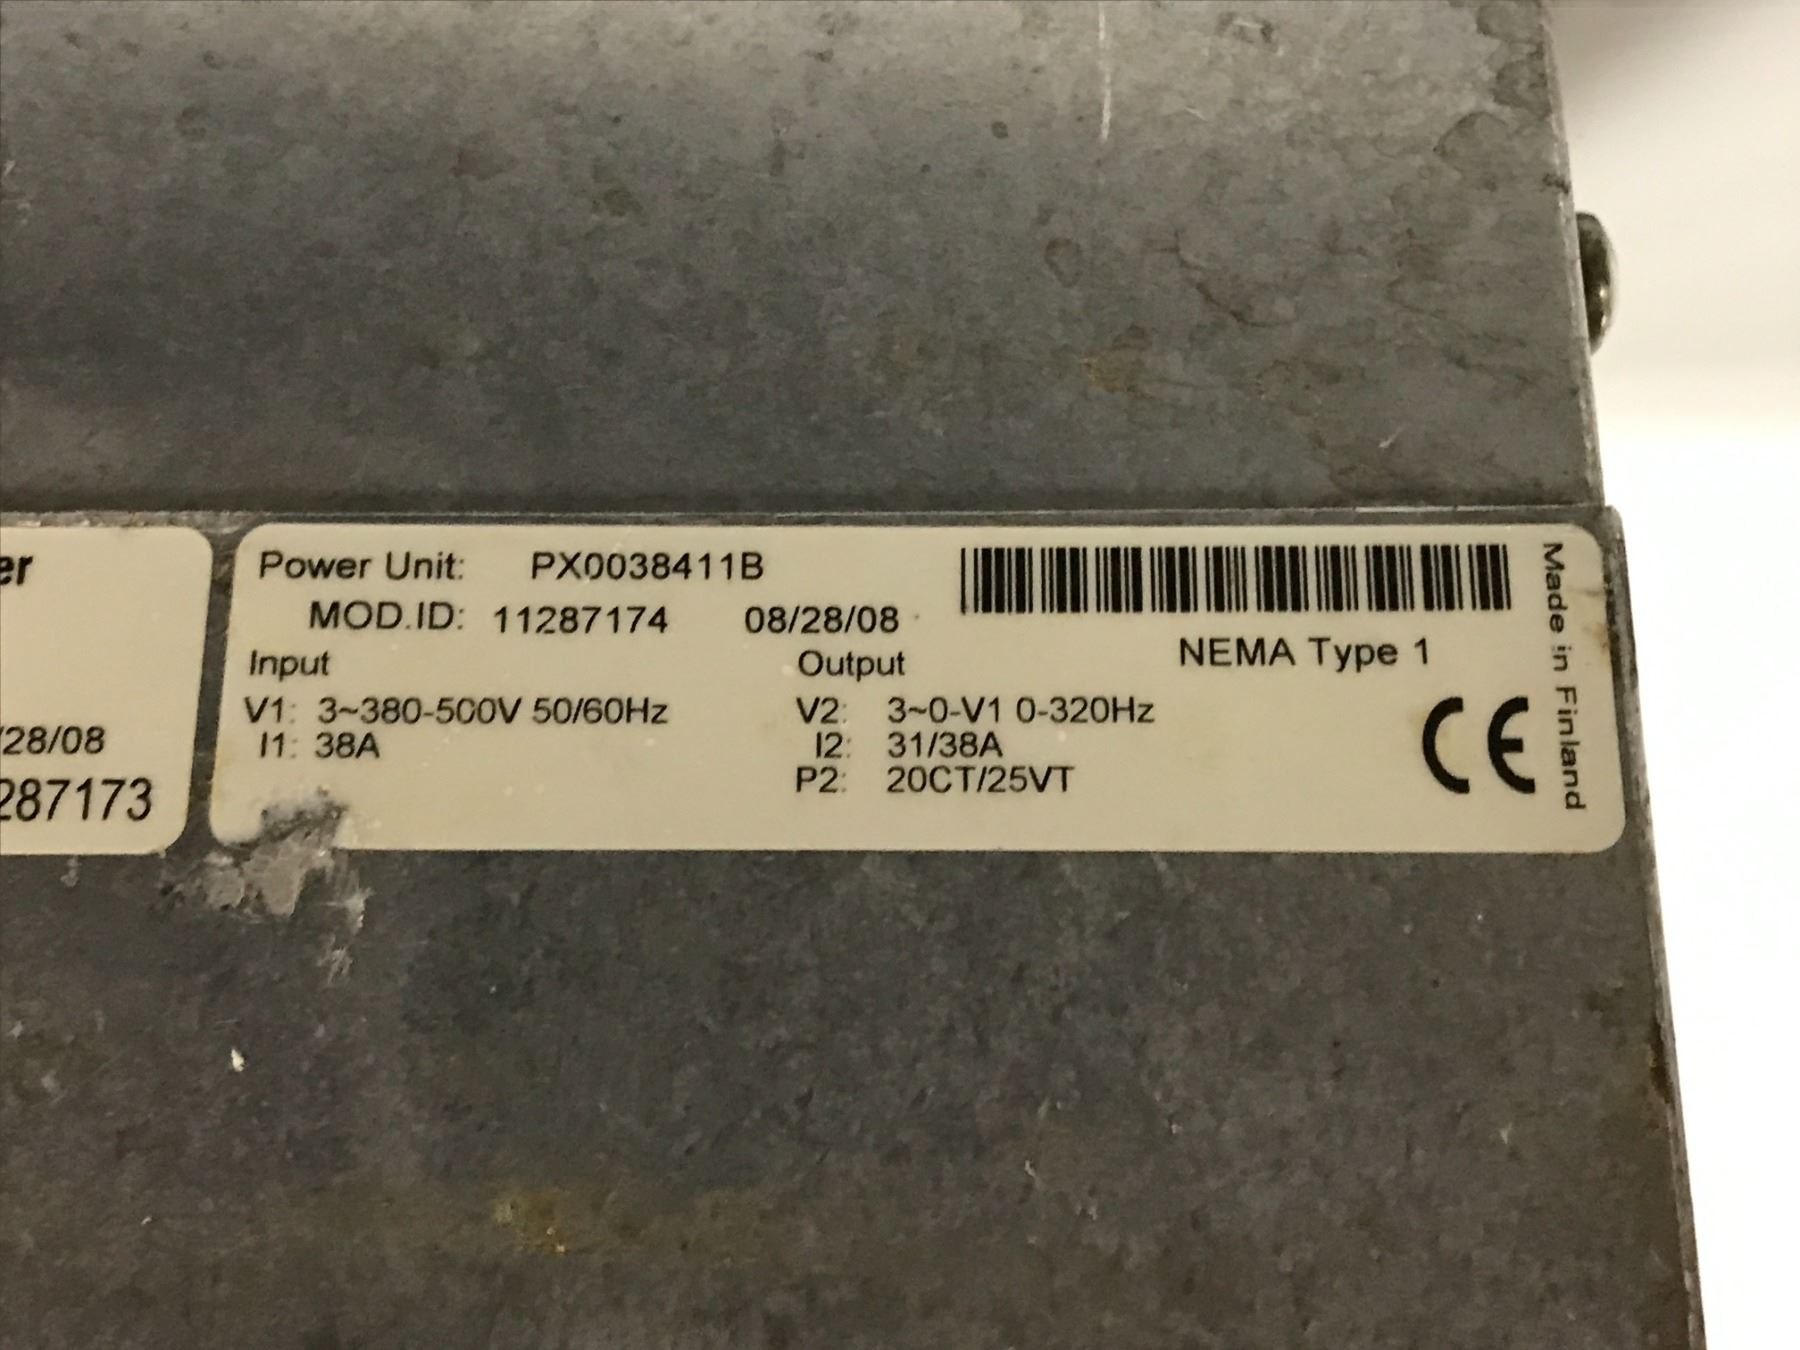 er
/28/08
287173
Power Unit: PX0038411B
MOD.ID: 11287174 08/28/08
Input Output NEMA Type 1
V1: 3~380-500V 50/60Hz V2: 3~0-V1 0-320Hz
I1: 38A I2: 31/38A
P2: 20CT/25VT
CE
Made in Finland